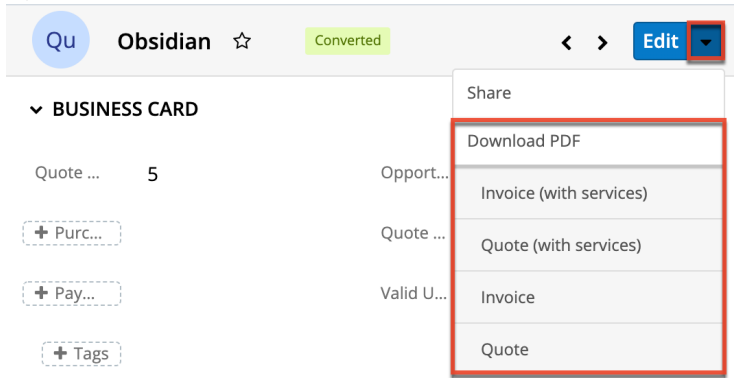 Qu Obsidian Converted Edit
Share
BUSINESS CARD
Download PDF
Quote ... 5 Opport...
Invoice (with services)
Purc... Quote ...
Quote (with services)
Pay... Valid U...
Invoice
Tags
Quote